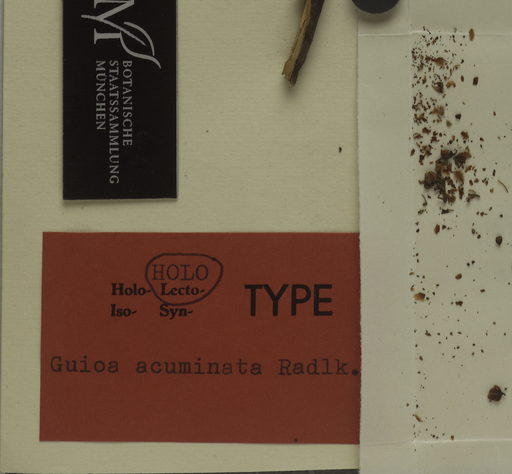 BOTANISCHE
STAATSSAMMLUNG
MÜNCHEN
HOLO
Holo- Lecto-
Iso- Syn-
TYPE
Guioa acuminata Radlk.